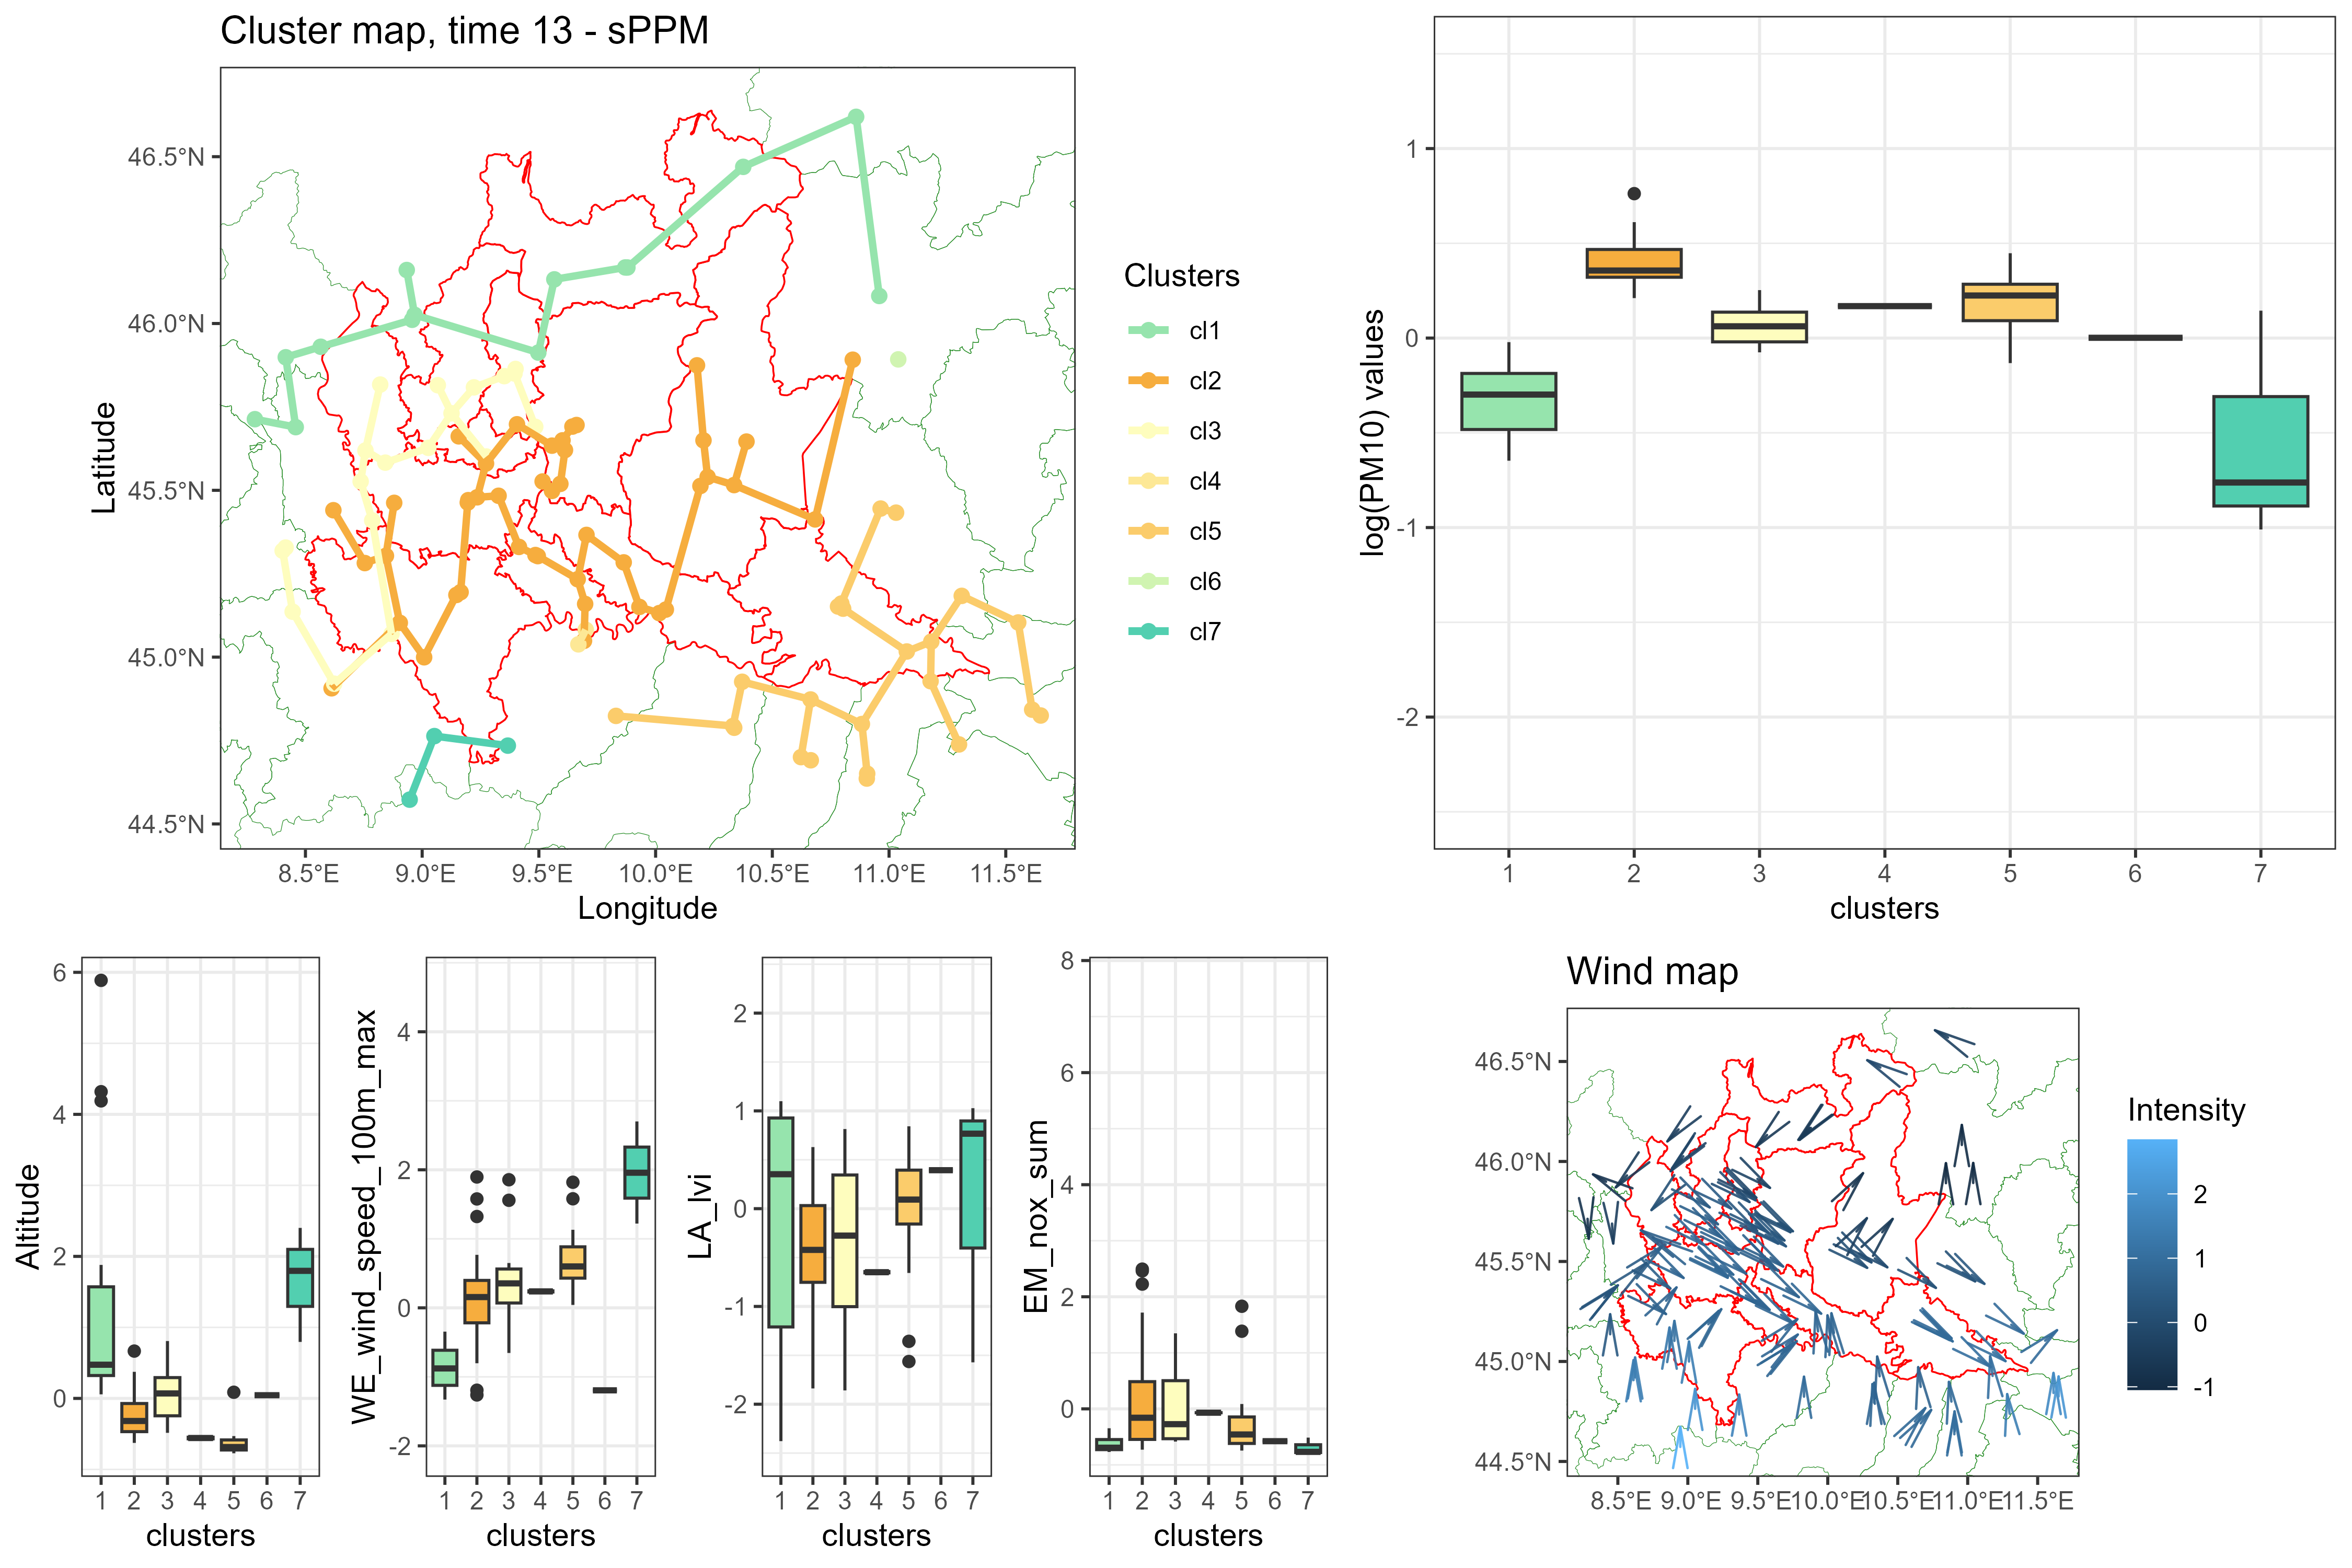 Cluster map, time 13 - sPPM
46.5°N
46.0°N
45.5°N
45.0°N
44.5°N
Latitude
8.5°E 9.0°E 9.5°E 10.0°E 10.5°E 11.0°E 11.5°E
Longitude
Clusters
cl1
cl2
cl3
cl4
cl5
cl6
cl7
log(PM10) values
1
0
-1
-2
1 2 3 4 5 6 7
clusters
Altitude
6
4
2
0
1 2 3 4 5 6 7
clusters
WE_wind_speed_100m_max
4
2
0
-2
1 2 3 4 5 6 7
clusters
LA_lvi
2
1
0
-1
-2
1 2 3 4 5 6 7
clusters
EM_nox_sum
8
6
4
2
0
1 2 3 4 5 6 7
clusters
Wind map
46.5°N
46.0°N
45.5°N
45.0°N
44.5°N
8.5°E 9.0°E 9.5°E 10.0°E 10.5°E 11.0°E 11.5°E
Intensity
2
1
0
-1